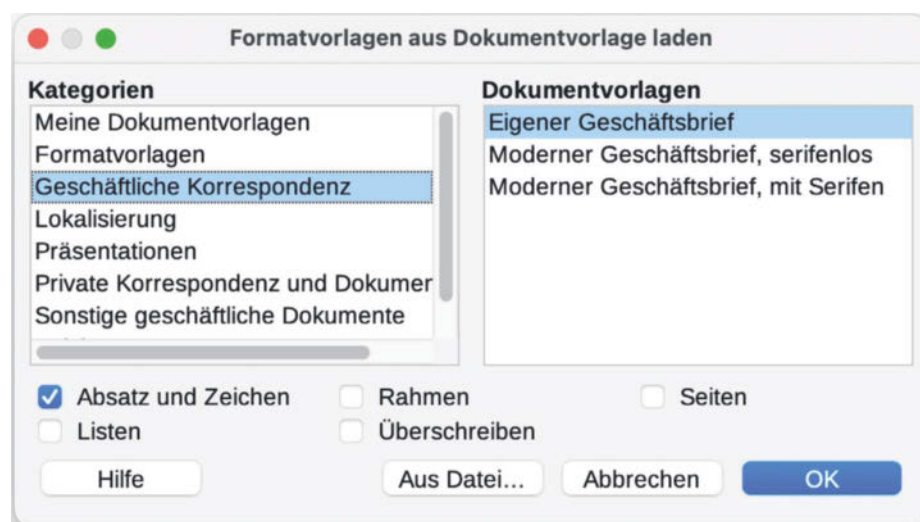 Formatvorlagen aus Dokumentvorlage laden
Kategorien
Meine Dokumentvorlagen
Formatvorlagen
Geschäftliche Korrespondenz
Lokalisierung
Präsentationen
Private Korrespondenz und Dokumen
Sonstige geschäftliche Dokumente
Dokumentvorlagen
Eigener Geschäftsbrief
Moderner Geschäftsbrief, serifenlos
Moderner Geschäftsbrief, mit Serifen
Absatz und Zeichen Rahmen Seiten
Listen Überschreiben
Hilfe Aus Datei... Abbrechen OK